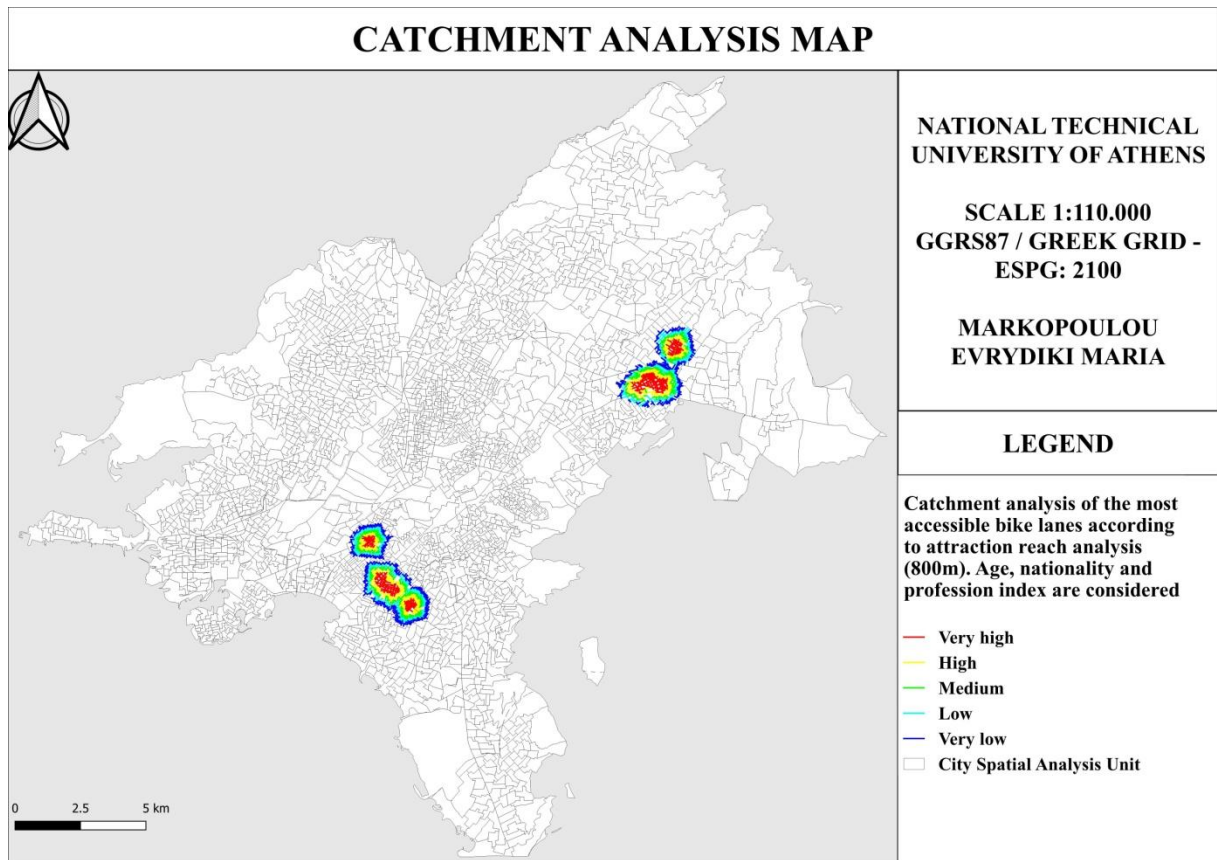 CATCHMENT ANALYSIS MAP
NATIONAL TECHNICAL
UNIVERSITY OF ATHENS
SCALE 1:110.000
GGRS87 / GREEK GRID -
ESPG: 2100
MARKOPOULOU
EVRYDIKI MARIA
LEGEND
Catchment analysis of the most
accessible bike lanes according
to attraction reach analysis
(800m). Age, nationality and
profession index are considered
Very high
High
Medium
Low
Very low
City Spatial Analysis Unit
0 2.5 5 km